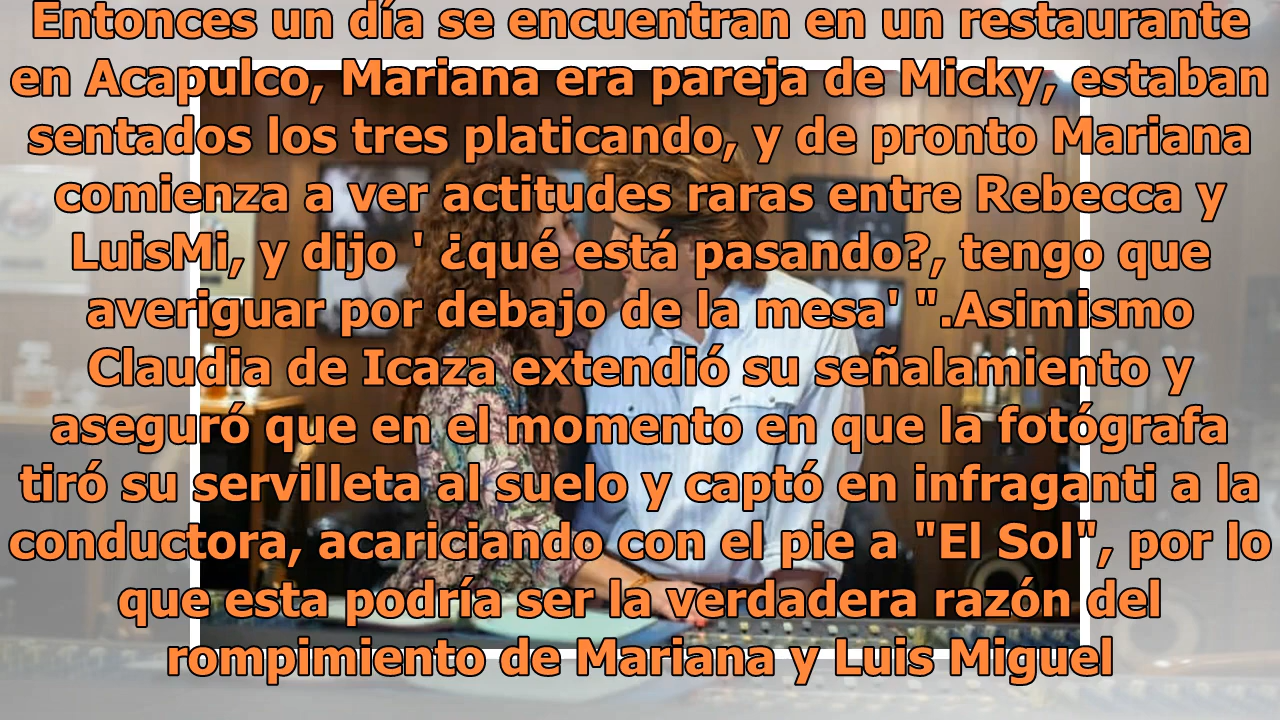 Entonces un día se encuentran en un restaurante
en Acapulco, Mariana era pareja de Micky, estaban
sentados los tres platicando, y de pronto Mariana
comienza a ver actitudes raras entre Rebecca y
LuisMi, y dijo ' ¿qué está pasando?, tengo que
averiguar por debajo de la mesa' ".Asimismo
Claudia de Icaza extendió su señalamiento y
aseguró que en el momento en que la fotógrafa
tiró su servilleta al suelo y captó en infraganti a la
conductora, acariciando con el pie a "El Sol", por lo
que esta podría ser la verdadera razón del
rompimiento de Mariana y Luis Miguel